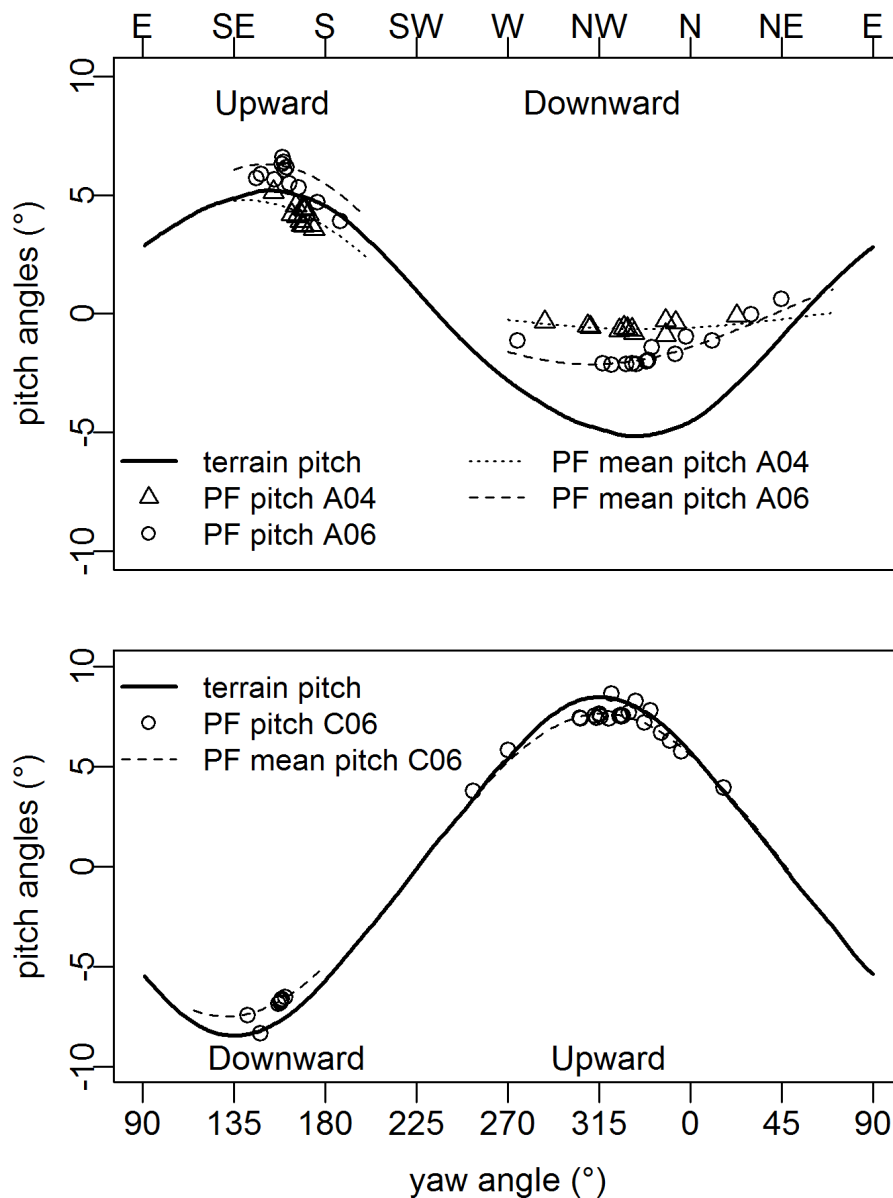 E SE S SW W NW N NE E
Upward Downward
10
5
0
-5
-10
pitch angles (°)
terrain pitch PF mean pitch A04
PF pitch A04 PF mean pitch A06
PF pitch A06
10
5
0
-5
-10
pitch angles (°)
terrain pitch
PF pitch C06
PF mean pitch C06
Downward Upward
90 135 180 225 270 315 0 45 90
yaw angle (°)